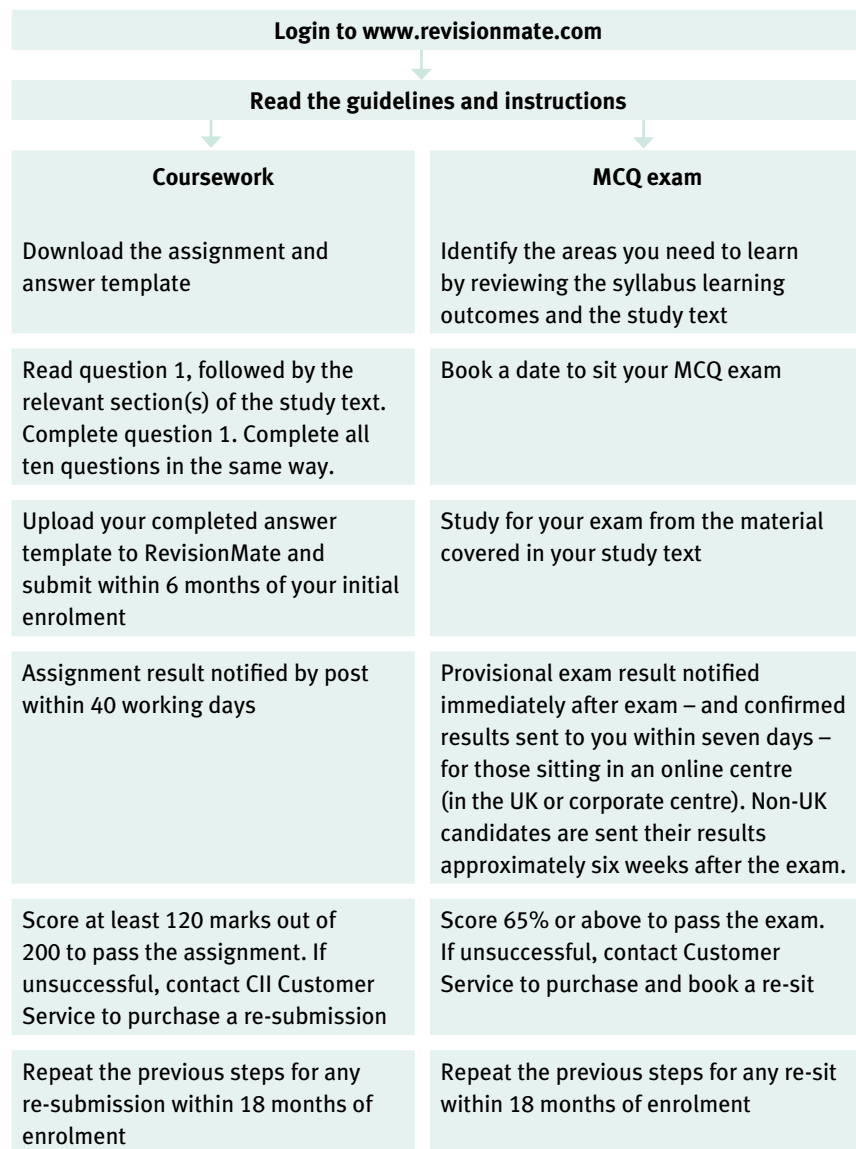 Login to www.revisionmate.com
Read the guidelines and instructions
Coursework
Download the assignment and
answer template
Read question 1, followed by the
relevant section(s) of the study text.
Complete question 1. Complete all
ten questions in the same way.
Upload your completed answer
template to RevisionMate and
submit within 6 months of your initial
enrolment
Assignment result notified by post
within 40 working days
Score at least 120 marks out of
200 to pass the assignment. If
unsuccessful, contact CII Customer
Service to purchase a re-submission
Repeat the previous steps for any
re-submission within 18 months of
enrolment
MCQ exam
Identify the areas you need to learn
by reviewing the syllabus learning
outcomes and the study text
Book a date to sit your MCQ exam
Study for your exam from the material
covered in your study text
Provisional exam result notified
immediately after exam – and confirmed
results sent to you within seven days –
for those sitting in an online centre
(in the UK or corporate centre). Non-UK
candidates are sent their results
approximately six weeks after the exam.
Score 65% or above to pass the exam.
If unsuccessful, contact Customer
Service to purchase and book a re-sit
Repeat the previous steps for any re-sit
within 18 months of enrolment